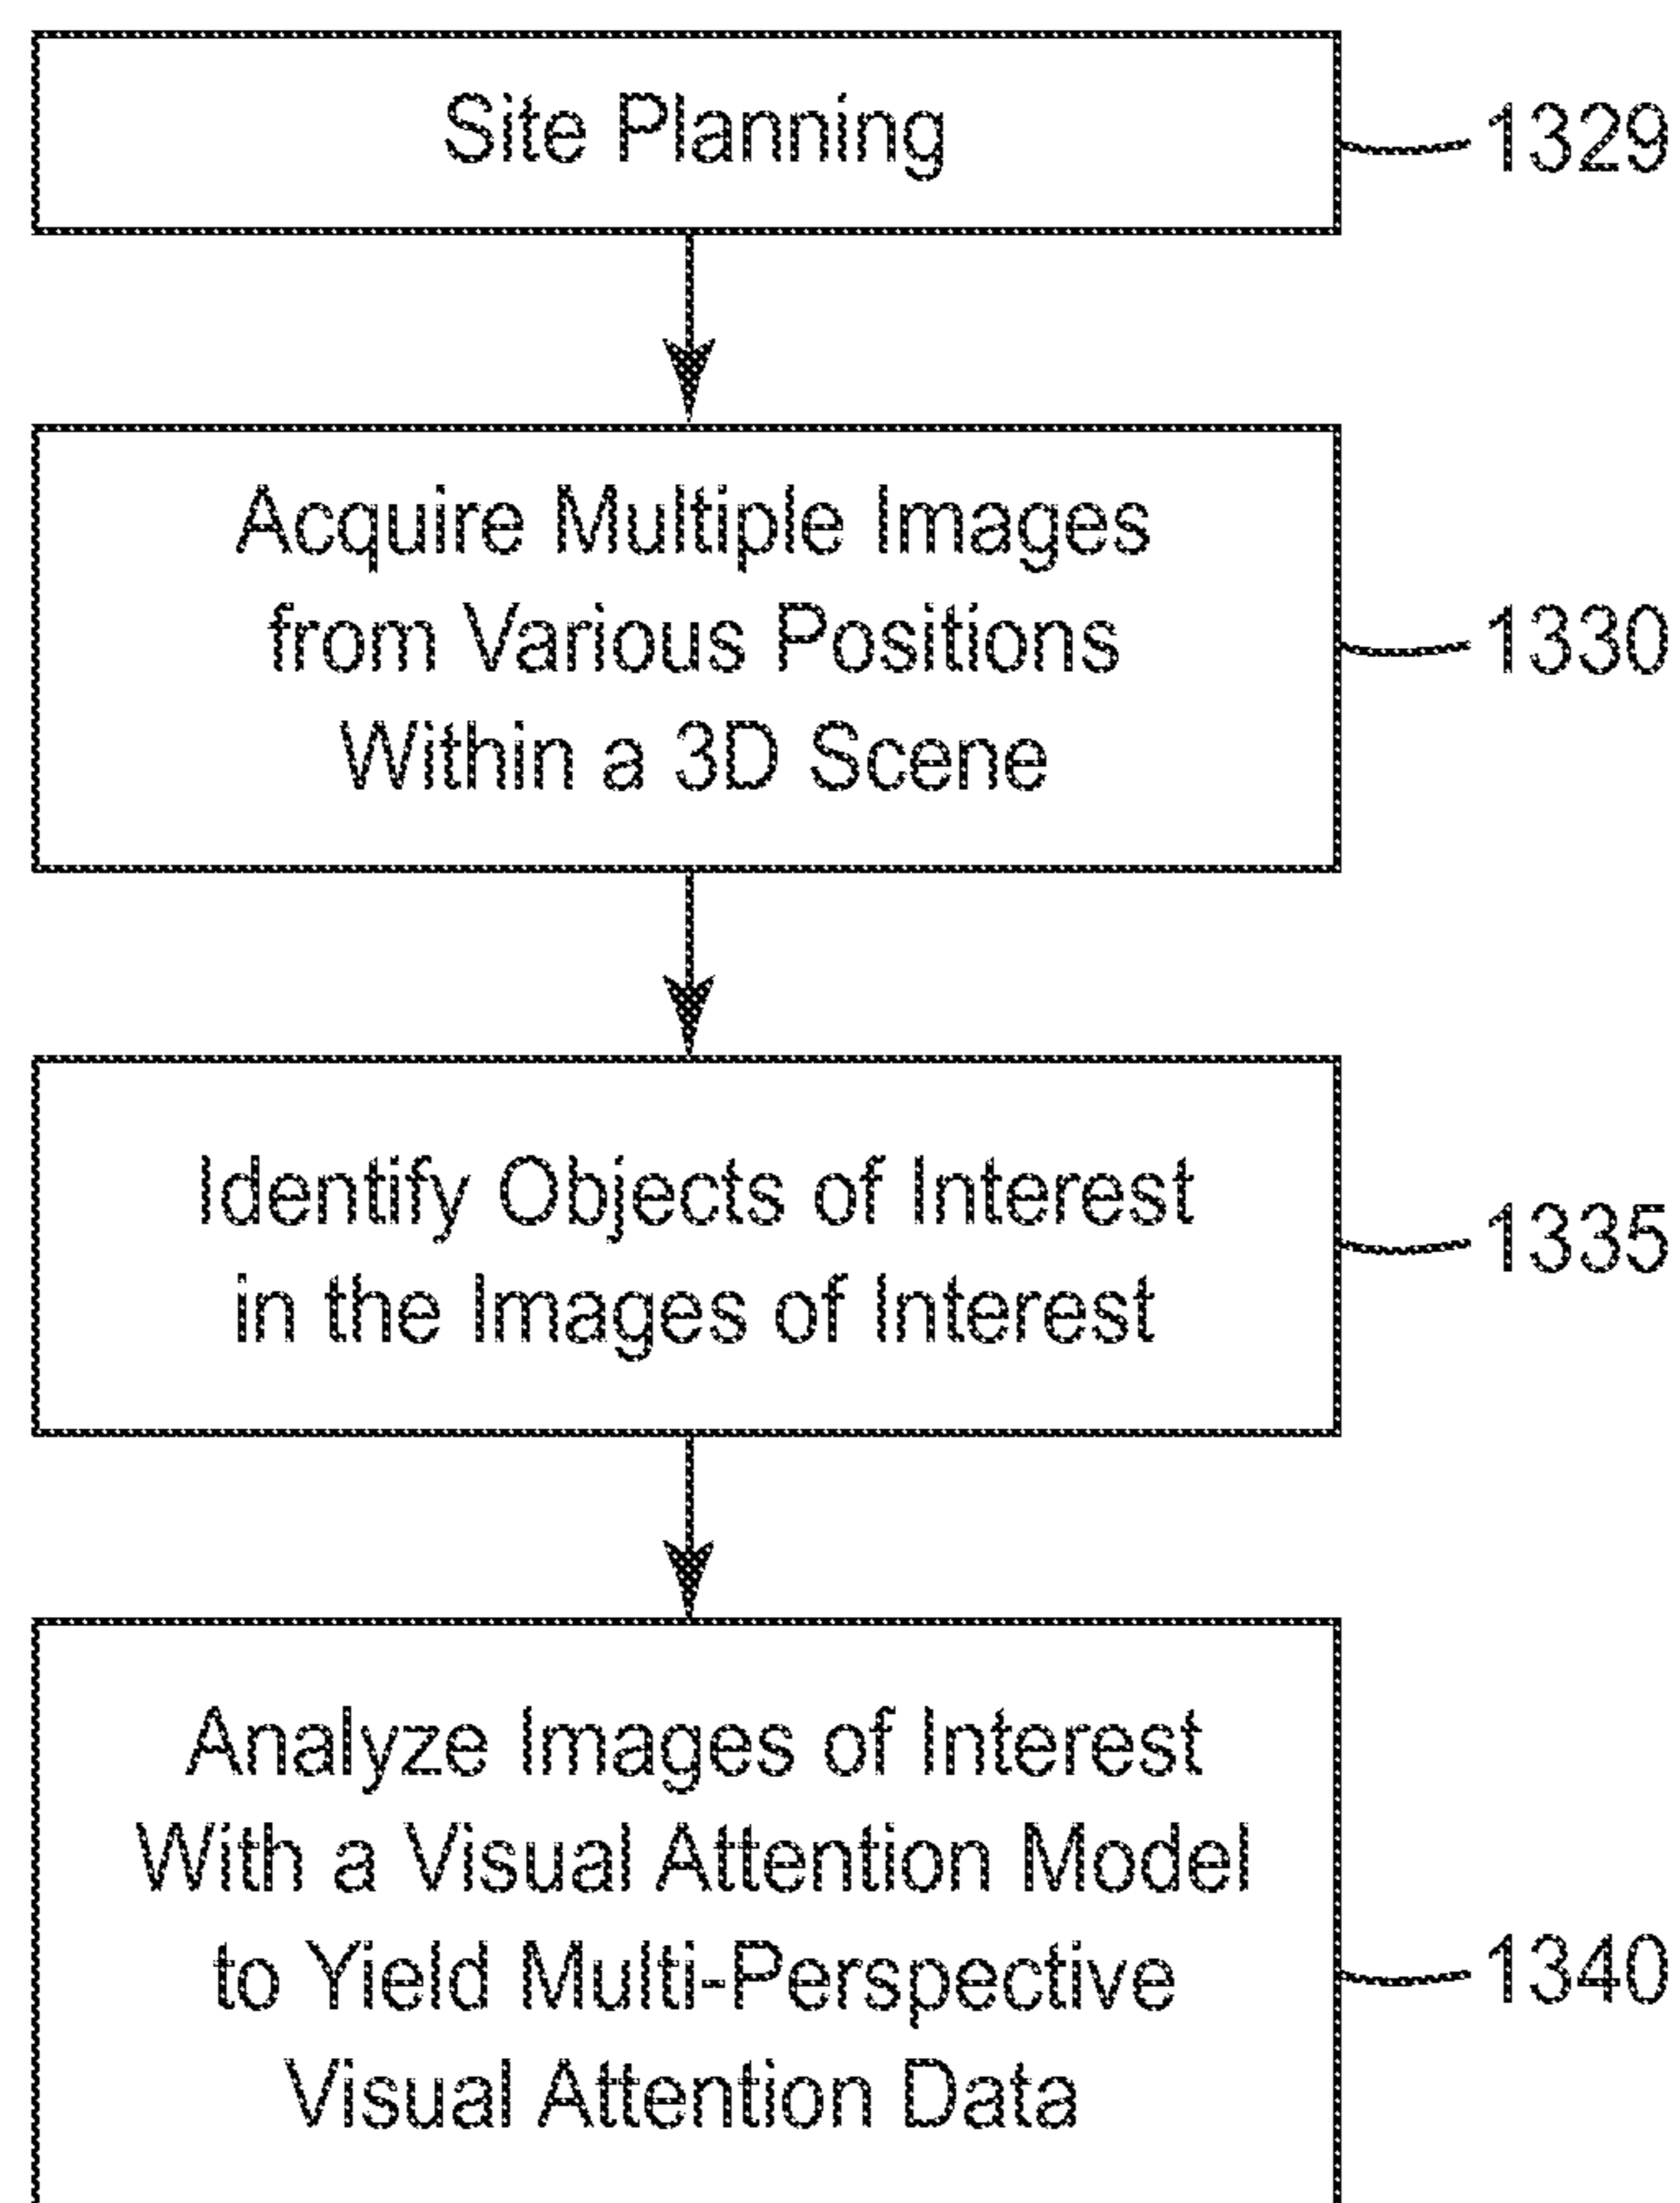 Site Planning
1329
Acquire Multiple Images
from Various Positions
Within a 3D Scene
1330
Identify Objects of Interest
in the Images of Interest
1335
Analyze Images of Interest
With a Visual Attention Model
to Yield Multi-Perspective
Visual Attention Data
1340